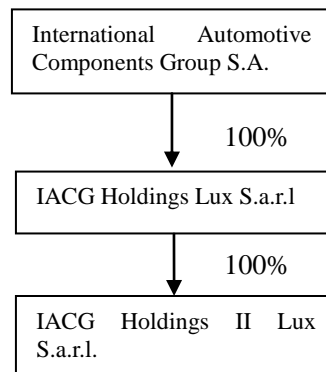 International Automotive
Components Group S.A.
100%
IACG Holdings Lux S.a.r.l
100%
IACG Holdings II Lux
S.a.r.l.